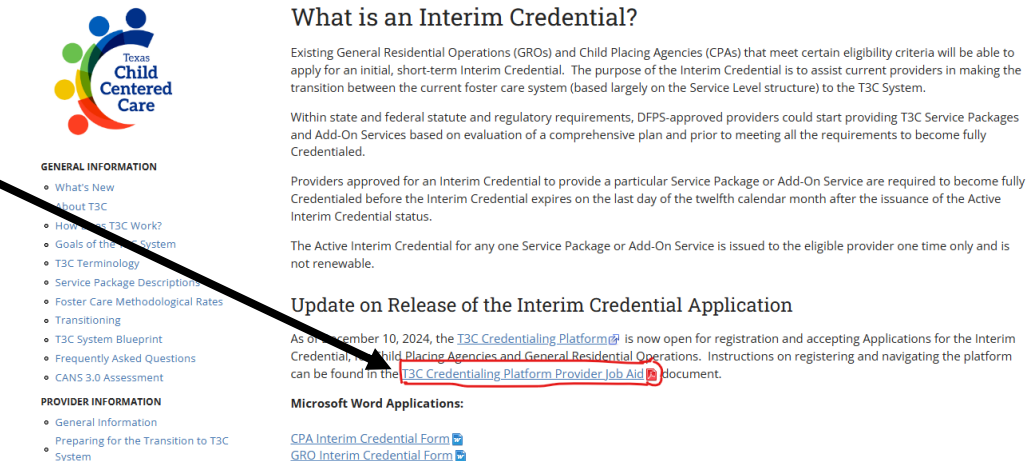 Texas
Child
Centered
Care
GENERAL INFORMATION
What's New
About T3C
How Does T3C Work?
Goals of the T3C System
T3C Terminology
Service Package Descriptions
Foster Care Methodological Rates
Transitioning
T3C System Blueprint
Frequently Asked Questions
CANS 3.0 Assessment
PROVIDER INFORMATION
General Information
Preparing for the Transition to T3C
System
What is an Interim Credential?
Existing General Residential Operations (GROs) and Child Placing Agencies (CPAs) that meet certain eligibility criteria will be able to
apply for an initial, short-term Interim Credential. The purpose of the Interim Credential is to assist current providers in making the
transition between the current foster care system (based largely on the Service Level structure) to the T3C System.
Within state and federal statute and regulatory requirements, DFPS-approved providers could start providing T3C Service Packages
and Add-On Services based on evaluation of a comprehensive plan and prior to meeting all the requirements to become fully
Credentialed.
Providers approved for an Interim Credential to provide a particular Service Package or Add-On Service are required to become fully
Credentialed before the Interim Credential expires on the last day of the twelfth calendar month after the issuance of the Active
Interim Credential status.
The Active Interim Credential for any one Service Package or Add-On Service is issued to the eligible provider one time only and is
not renewable.
Update on Release of the Interim Credential Application
As of December 10, 2024, the T3C Credentialing Platform is now open for registration and accepting Applications for the Interim
Credential, for Child Placing Agencies and General Residential Operations. Instructions on registering and navigating the platform
can be found in the T3C Credentialing Platform Provider Job Aid document.
Microsoft Word Applications:
CPA Interim Credential Form
GRO Interim Credential Form